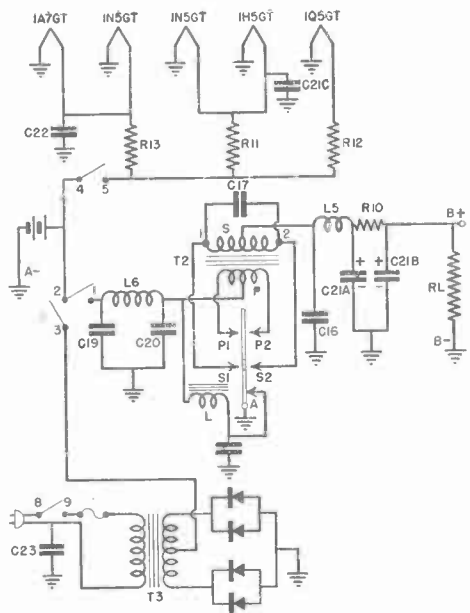 1A7GT 1N5GT 1N5GT 1H5GT 1Q5GT
C21C
C22
R13
R11
R12
C17
4 5
1 S 2
L5
R10
B+
T2
A-
P
C21A
C21B
RL
2
1
L6
3
C19
C20
P1 P2
C16
B-
S1 S2
L
A
8 9
C23
T3